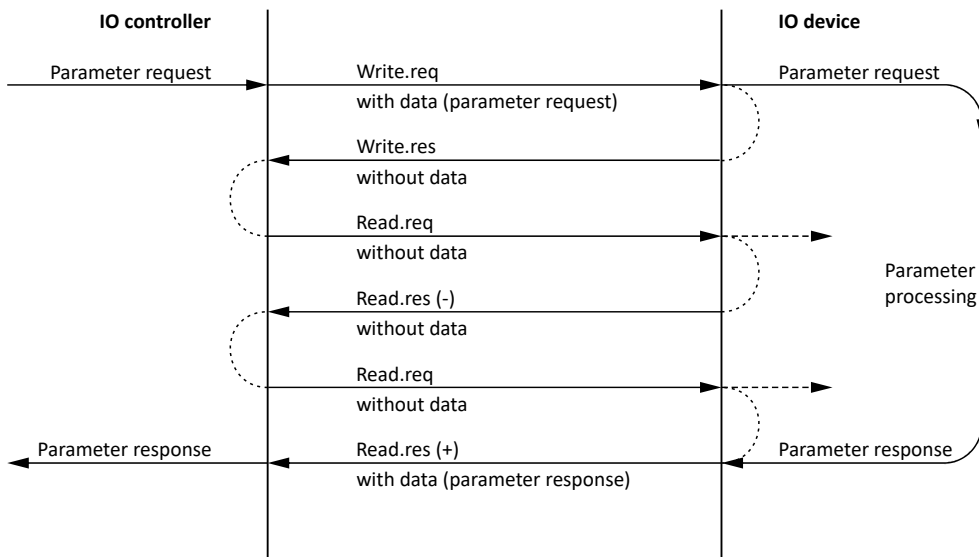 IO controller
IO device
Parameter request
Write.req
Parameter request
with data (parameter request)
Write.res
without data
Read.req
without data
Parameter
processing
Read.res (-)
without data
Read.req
without data
Parameter response
Read.res (+)
Parameter response
with data (parameter response)